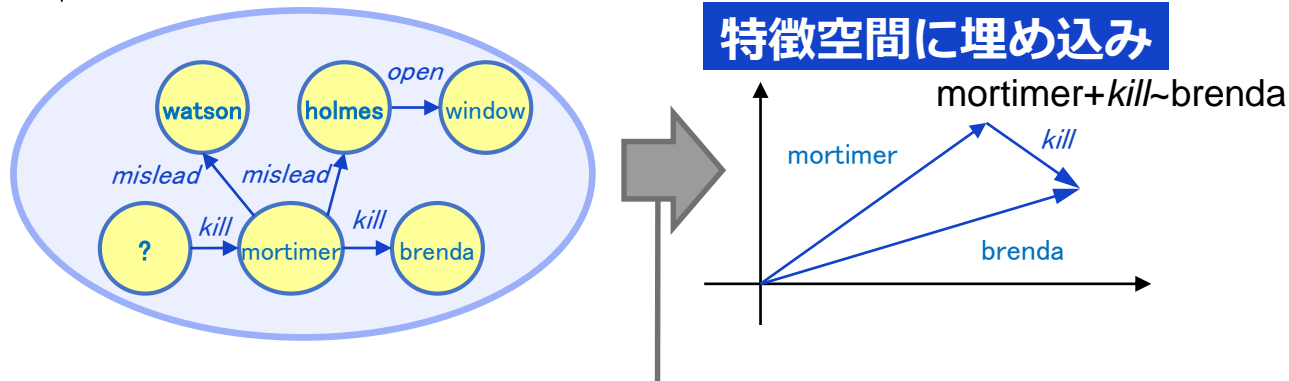 特徴空間に埋め込み
open
watson
holmes
window
mislead
mislead
kill
kill
?
mortimer
brenda
mortimer+kill~brenda
mortimer
kill
brenda